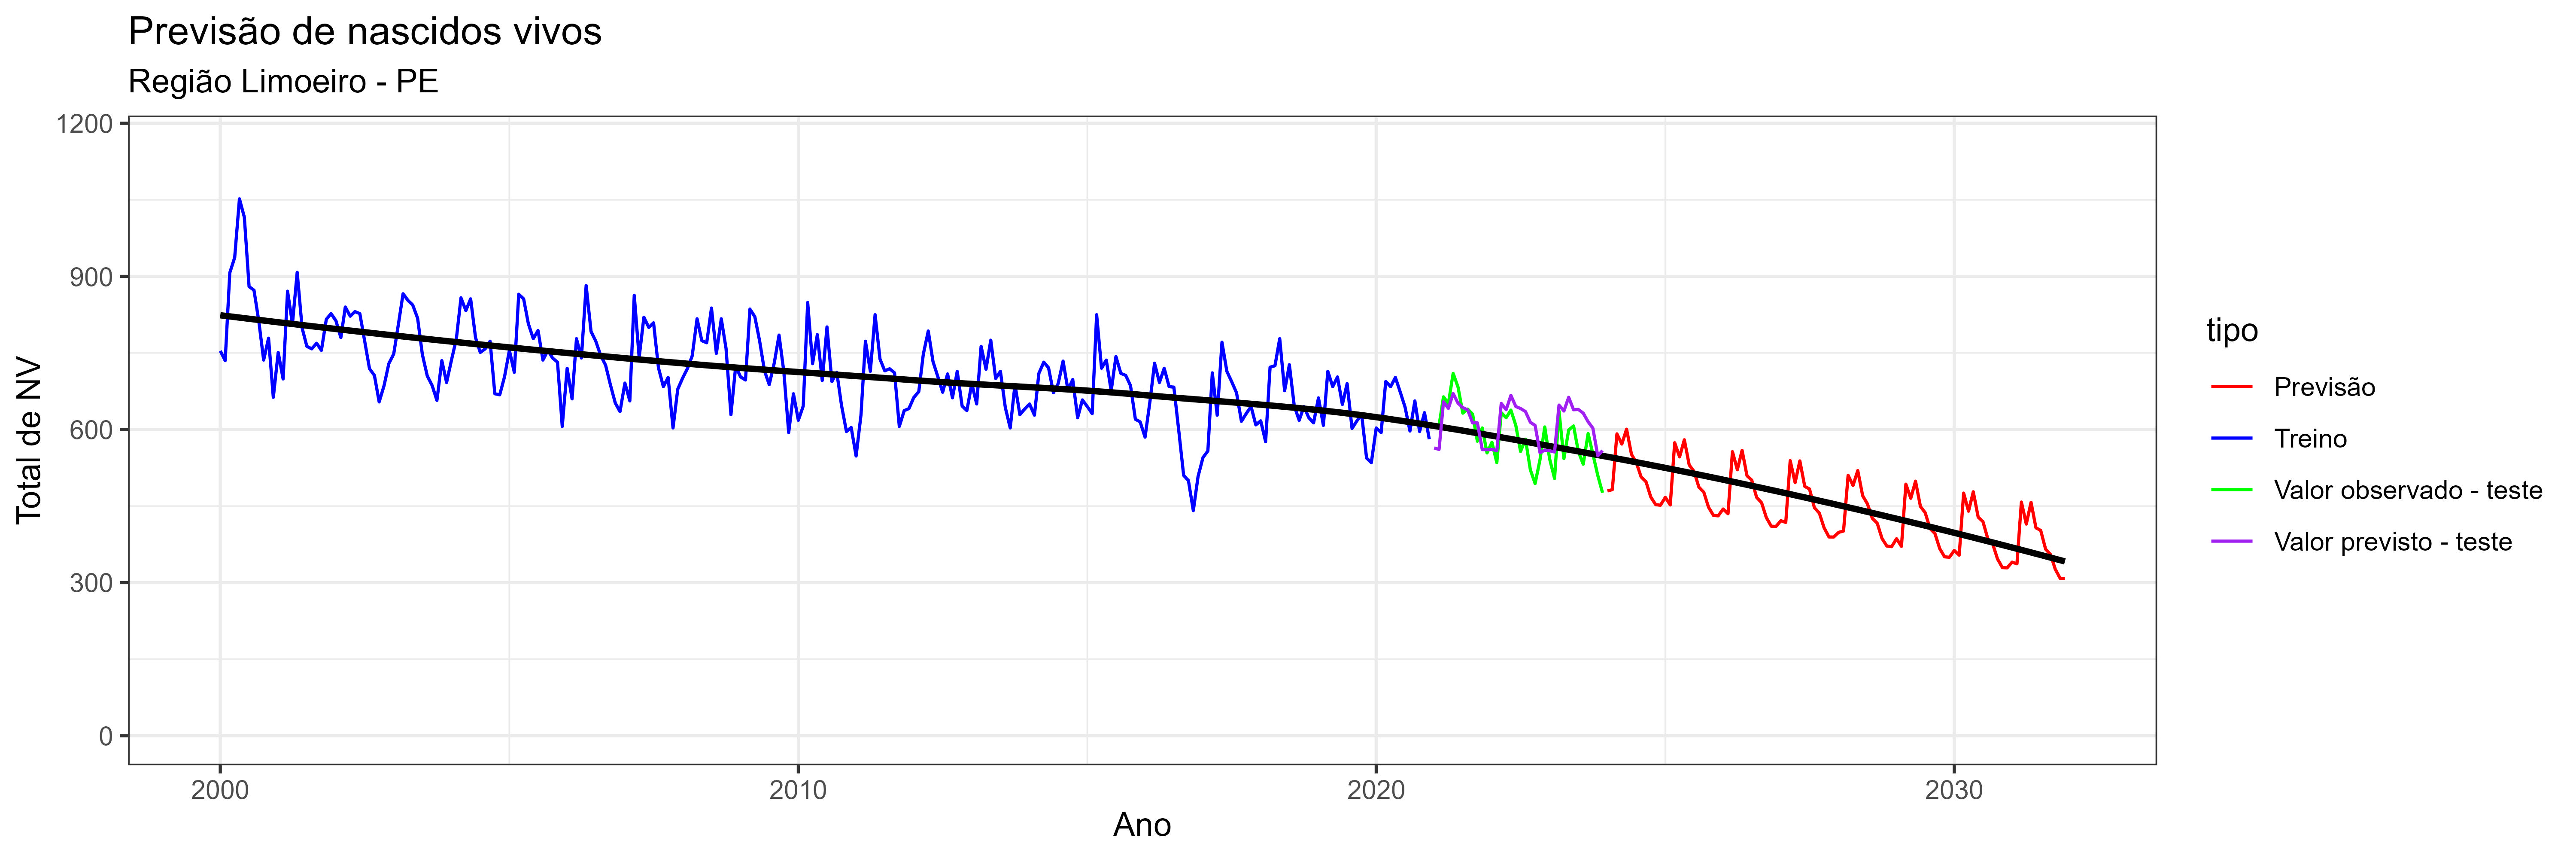 Previsão de nascidos vivos
Região Limoeiro - PE
1200
900
600
300
0
Total de NV
2000
2010
2020
2030
Ano
tipo
Previsão
Treino
Valor observado - teste
Valor previsto - teste